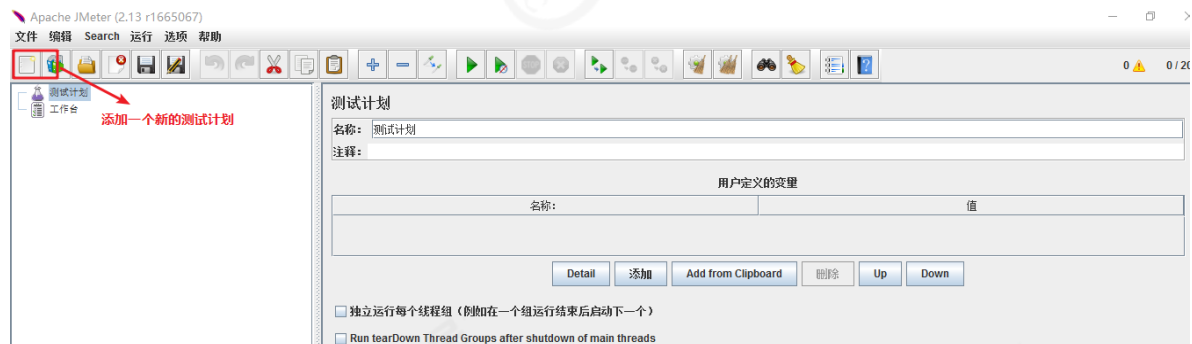 Apache JMeter (2.13 r1665067)
文件 编辑 Search 运行 选项 帮助
0 0 / 20
测试计划
工作台
添加一个新的测试计划
测试计划
名称： 测试计划
注释：
用户定义的变量
名称： 值
Detail 添加 Add from Clipboard 删除 Up Down
独立运行每个线程组（例如在一个组运行结束后启动下一个）
Run tearDown Thread Groups after shutdown of main threads